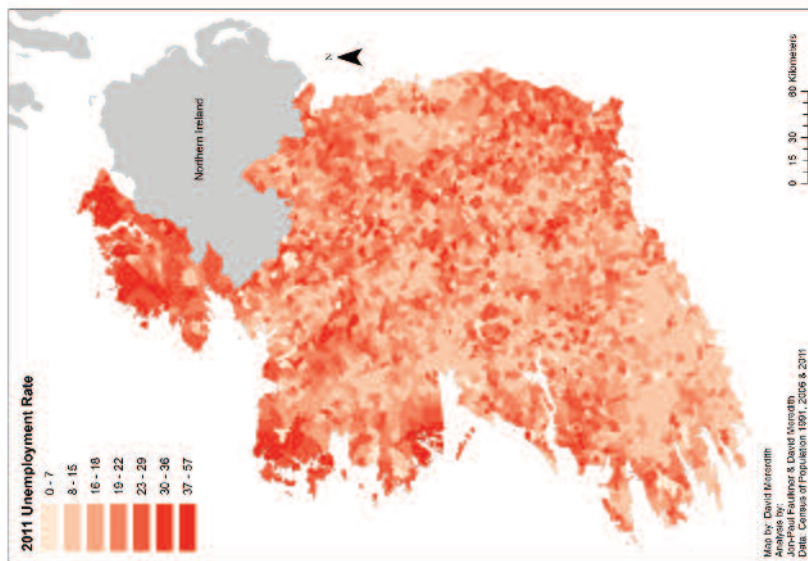 2011 Unemployment Rate
0 - 7
8 - 15
16 - 18
19 - 22
23 - 29
30 - 36
37 - 57
Northern Ireland
N
0 15 30 60 Kilometers
Map by: David Meredith
Analysis by:
Jon-Paul Faulkner & David Meredith
Data: Census of Population 1991, 2006 & 2011